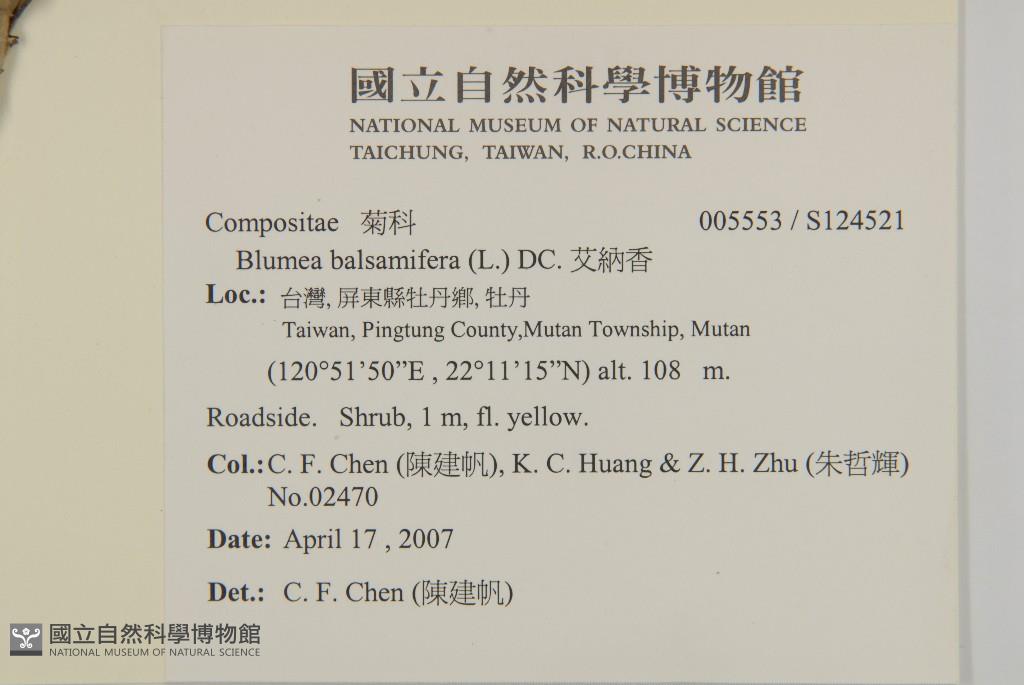 國立自然科學博物館
NATIONAL MUSEUM OF NATURAL SCIENCE
TAICHUNG, TAIWAN, R.O.CHINA
Compositae 菊科 005553 / S124521
Blumea balsamifera (L.) DC. 艾納香
Loc.: 台灣, 屏東縣牡丹鄉, 牡丹
Taiwan, Pingtung County,Mutan Township, Mutan
(120°51’50”E , 22°11’15”N) alt. 108 m.
Roadside. Shrub, 1 m, fl. yellow.
Col.: C. F. Chen (陳建帆), K. C. Huang & Z. H. Zhu (朱哲輝)
No.02470
Date: April 17 , 2007
Det.: C. F. Chen (陳建帆)
國立自然科學博物館
NATIONAL MUSEUM OF NATURAL SCIENCE